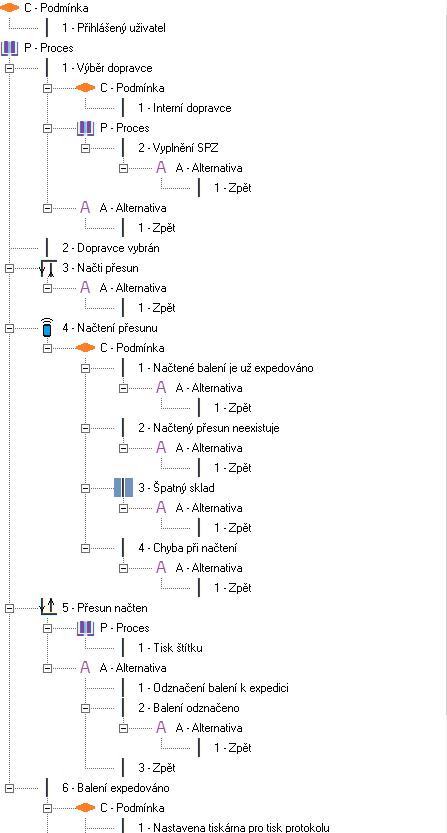 C - Podmínka
1 - Přihlášený uživatel
P - Proces
1 - Výběr dopravce
C - Podmínka
1 - Interní dopravce
P - Proces
2 - Vyplnění SPZ
A A - Alternativa
1 - Zpět
A A - Alternativa
1 - Zpět
2 - Dopravce vybrán
3 - Načti přesun
A A - Alternativa
1 - Zpět
4 - Načtení přesunu
C - Podmínka
1 - Načtené balení je už expedováno
A A - Alternativa
1 - Zpět
2 - Načtený přesun neexistuje
A A - Alternativa
1 - Zpět
3 - Špatný sklad
A A - Alternativa
1 - Zpět
4 - Chyba při načtení
A A - Alternativa
1 - Zpět
5 - Přesun načten
P - Proces
1 - Tisk štítku
A A - Alternativa
1 - Odznačení balení k expedici
2 - Balení odznačeno
A A - Alternativa
1 - Zpět
3 - Zpět
6 - Balení expedováno
C - Podmínka
1 - Nastavena tiskárna pro tisk protokolu